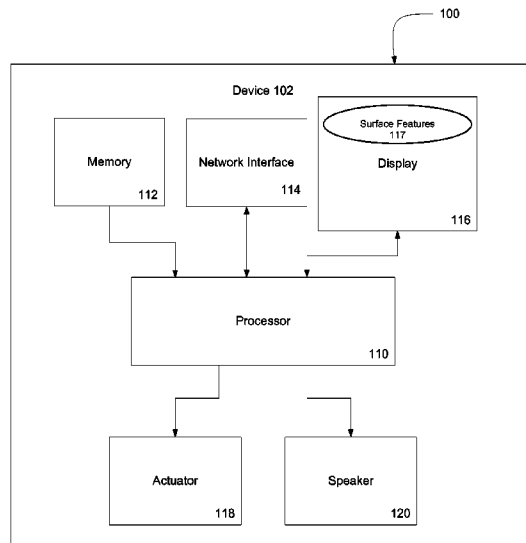 100
Device 102
Surface Features
117
Memory
Network Interface
Display
112
114
116
Processor
110
Actuator
Speaker
118
120